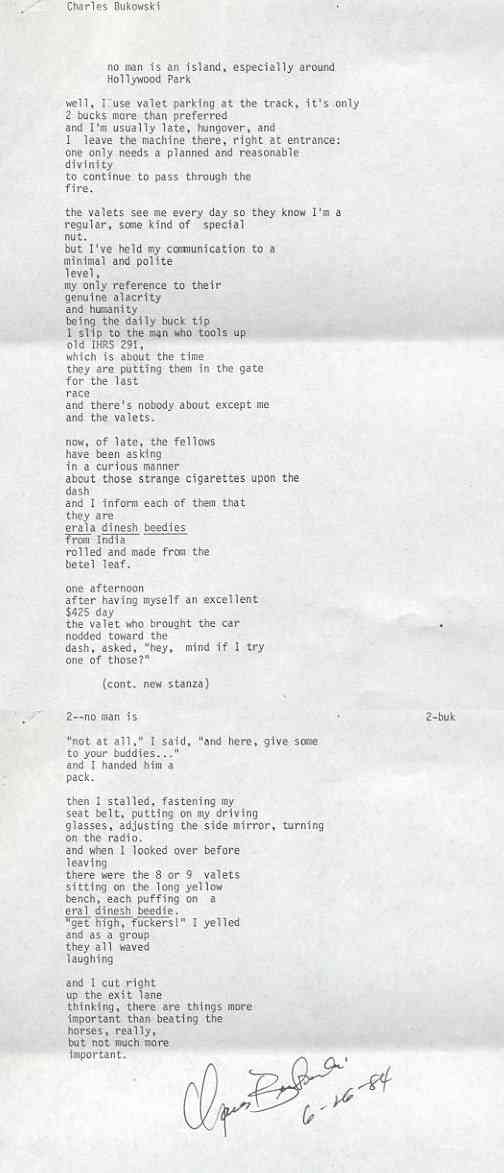 Charles Bukowski
no man is an island, especially around
Hollywood Park
well, I use valet parking at the track, it's only
2 bucks more than preferred
and I'm usually late, hungover, and
I leave the machine there, right at entrance:
one only needs a planned and reasonable
divinity
to continue to pass through the
fire.
the valets see me every day so they know I'm a
regular, some kind of special
nut.
but I've held my communication to a
minimal and polite
level,
my only reference to their
genuine alacrity
and humanity
being the daily buck tip
I slip to the man who tools up
old IHRS 291,
which is about the time
they are putting them in the gate
for the last
race
and there's nobody about except me
and the valets.
now, of late, the fellows
have been asking
in a curious manner
about those strange cigarettes upon the
dash
and I inform each of them that
they are
erala dinesh beedies
from India
rolled and made from the
betel leaf.
one afternoon
after having myself an excellent
$425 day
the valet who brought the car
nodded toward the
dash, asked, "hey, mind if I try
one of those?"
(cont. new stanza)
2--no man is 2-buk
"not at all," I said, "and here, give some
to your buddies..."
and I handed him a
pack.
then I stalled, fastening my
seat belt, putting on my driving
glasses, adjusting the side mirror, turning
on the radio.
and when I looked over before
leaving
there were the 8 or 9 valets
sitting on the long yellow
bench, each puffing on a
eral dinesh beedie.
"get high, fuckers!" I yelled
and as a group
they all waved
laughing
and I cut right
up the exit lane
thinking, there are things more
important than beating the
horses, really,
but not much more
important.
Charles Bukowski
6-26-84